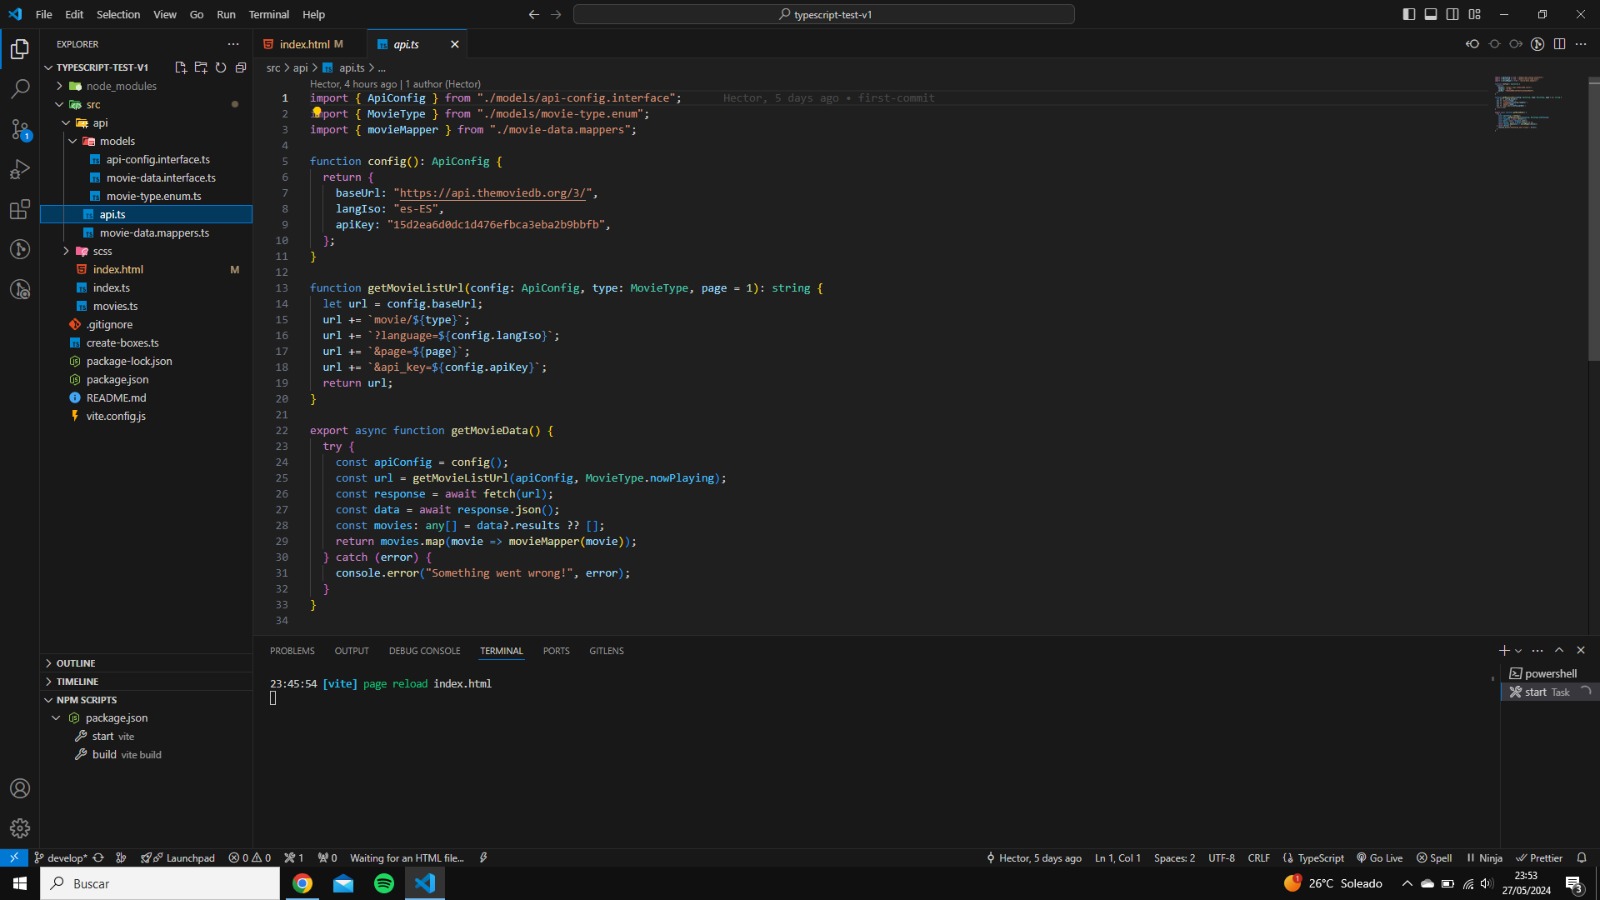 File Edit Selection View Go Run Terminal Help
typescript-test-v1
EXPLORER
TYPESCRIPT-TEST-V1
node_modules
src
api
models
api-config.interface.ts
movie-data.interface.ts
movie-type.enum.ts
api.ts
movie-data.mappers.ts
scss
index.html M
index.ts
movies.ts
.gitignore
create-boxes.ts
package-lock.json
package.json
README.md
vite.config.js
OUTLINE
TIMELINE
NPM SCRIPTS
package.json
start vite
build vite build
index.html M
api.ts
src > api > api.ts > ...
Hector, 4 hours ago | 1 author (Hector)
1 import { ApiConfig } from "./models/api-config.interface"; Hector, 5 days ago • first-commit
2 import { MovieType } from "./models/movie-type.enum";
3 import { movieMapper } from "./movie-data.mappers";
4
5 function config(): ApiConfig {
6 return {
7 baseUrl: "https://api.themoviedb.org/3/",
8 langIso: "es-ES",
9 apiKey: "15d2ea6d0dc1d476efbca3eba2b9bbfb",
10 };
11 }
12
13 function getMovieListUrl(config: ApiConfig, type: MovieType, page = 1): string {
14 let url = config.baseUrl;
15 url += `movie/${type}`;
16 url += `?language=${config.langIso}`;
17 url += `&page=${page}`;
18 url += `&api_key=${config.apiKey}`;
19 return url;
20 }
21
22 export async function getMovieData() {
23 try {
24 const apiConfig = config();
25 const url = getMovieListUrl(apiConfig, MovieType.nowPlaying);
26 const response = await fetch(url);
27 const data = await response.json();
28 const movies: any[] = data?.results ?? [];
29 return movies.map(movie => movieMapper(movie));
30 } catch (error) {
31 console.error("Something went wrong!", error);
32 }
33 }
34
PROBLEMS OUTPUT DEBUG CONSOLE TERMINAL PORTS GITLENS
23:45:54 [vite] page reload index.html
powershell
start Task
develop* Launchpad 0 0 1 0 Waiting for an HTML file...
Hector, 5 days ago Ln 1, Col 1 Spaces: 2 UTF-8 CRLF TypeScript Go Live Spell Ninja Prettier
Buscar
26°C Soleado
23:53
27/05/2024
3